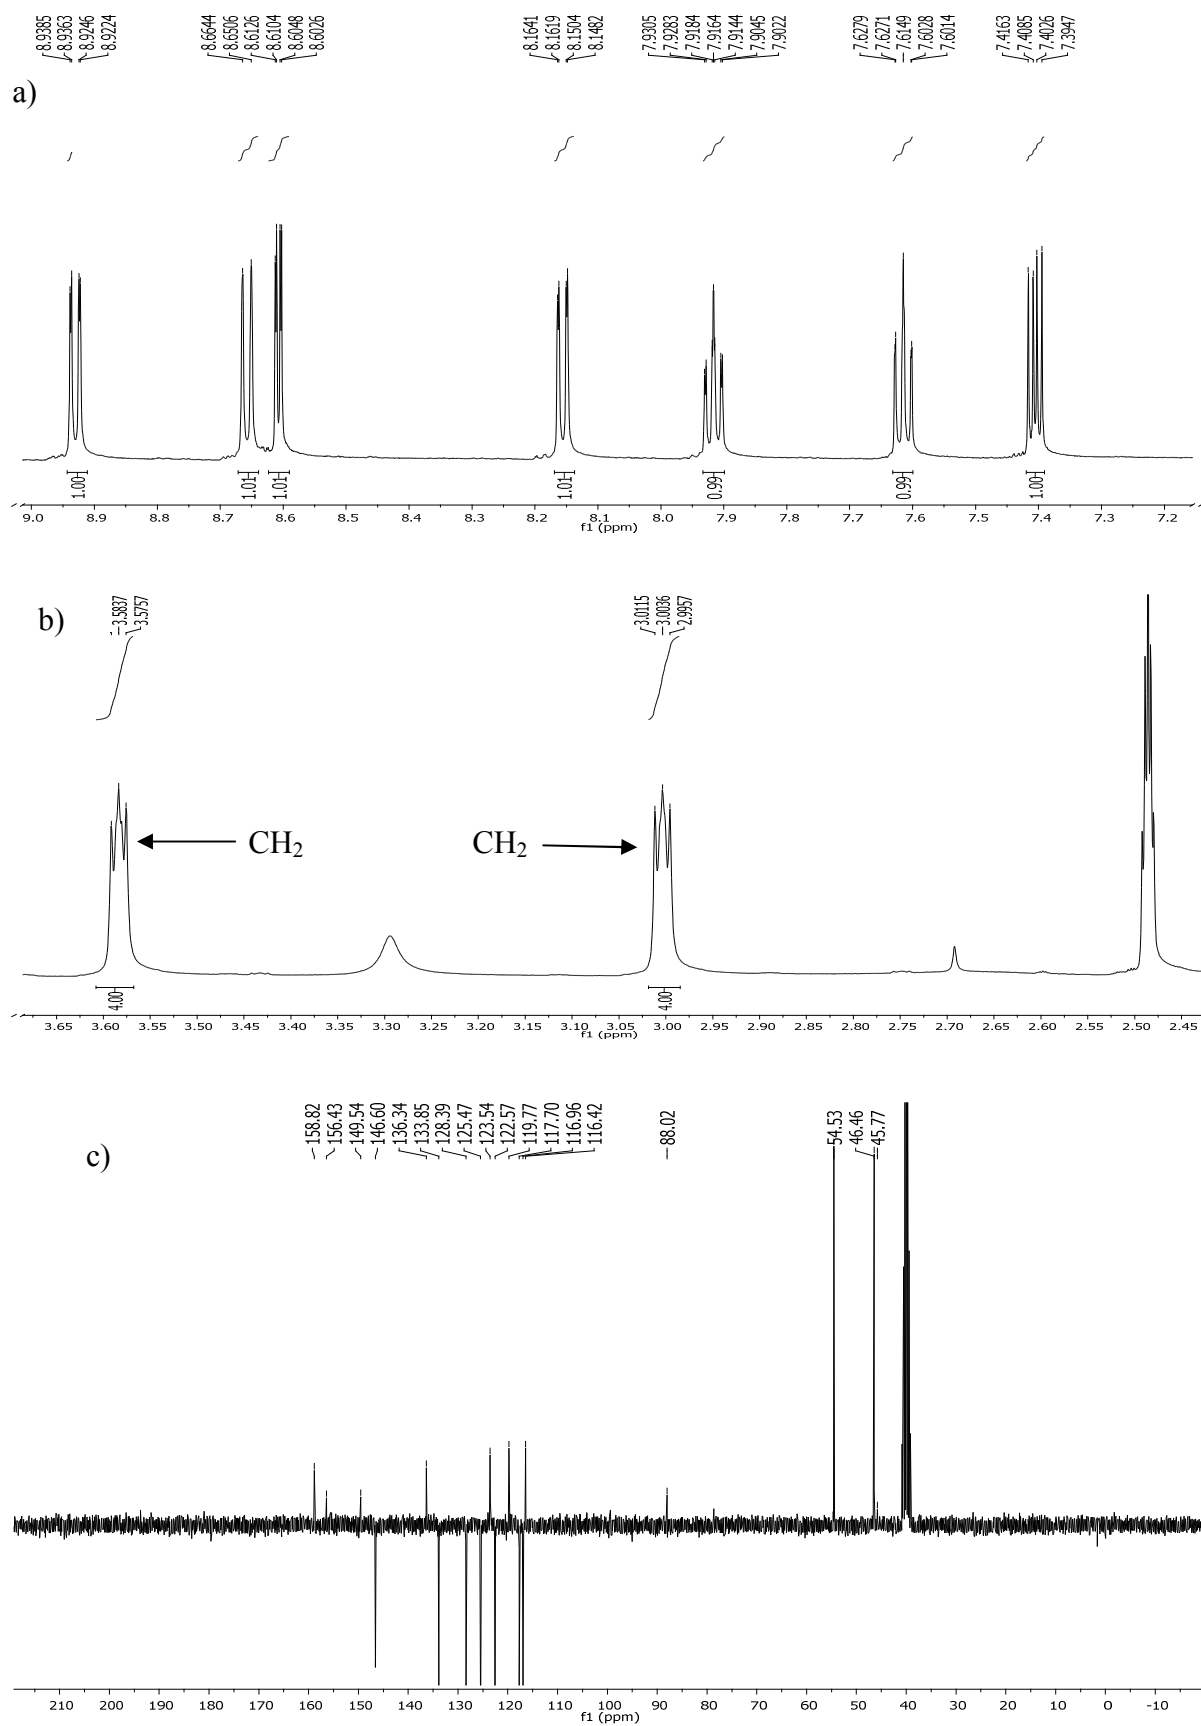 8.9385 8.9363 8.9246 8.9224 8.6644 8.6506 8.6126 8.6104 8.6048 8.6026 8.1641 8.1619 8.1504 8.1482 7.9305 7.9283 7.9184 7.9164 7.9144 7.9045 7.9022 7.6279 7.6271 7.6149 7.6028 7.6014 7.4163 7.4085 7.4026 7.3947
a)
1.00 1.01 1.01 1.01 0.99 0.99 1.00
9.0 8.9 8.8 8.7 8.6 8.5 8.4 8.3 8.2 8.1 8.0 7.9 7.8 7.7 7.6 7.5 7.4 7.3 7.2
f1 (ppm)
b)
3.5837 3.5757 3.0115 3.0036 2.9957
CH₂ CH₂
4.00 4.00
3.65 3.60 3.55 3.50 3.45 3.40 3.35 3.30 3.25 3.20 3.15 3.10 3.05 3.00 2.95 2.90 2.85 2.80 2.75 2.70 2.65 2.60 2.55 2.50 2.45
f1 (ppm)
c)
158.82 156.43 149.54 146.60 136.34 133.85 128.39 125.47 123.54 122.57 119.77 117.70 116.96 116.42 88.02 54.53 46.46 45.77
210 200 190 180 170 160 150 140 130 120 110 100 90 80 70 60 50 40 30 20 10 0 -10
f1 (ppm)